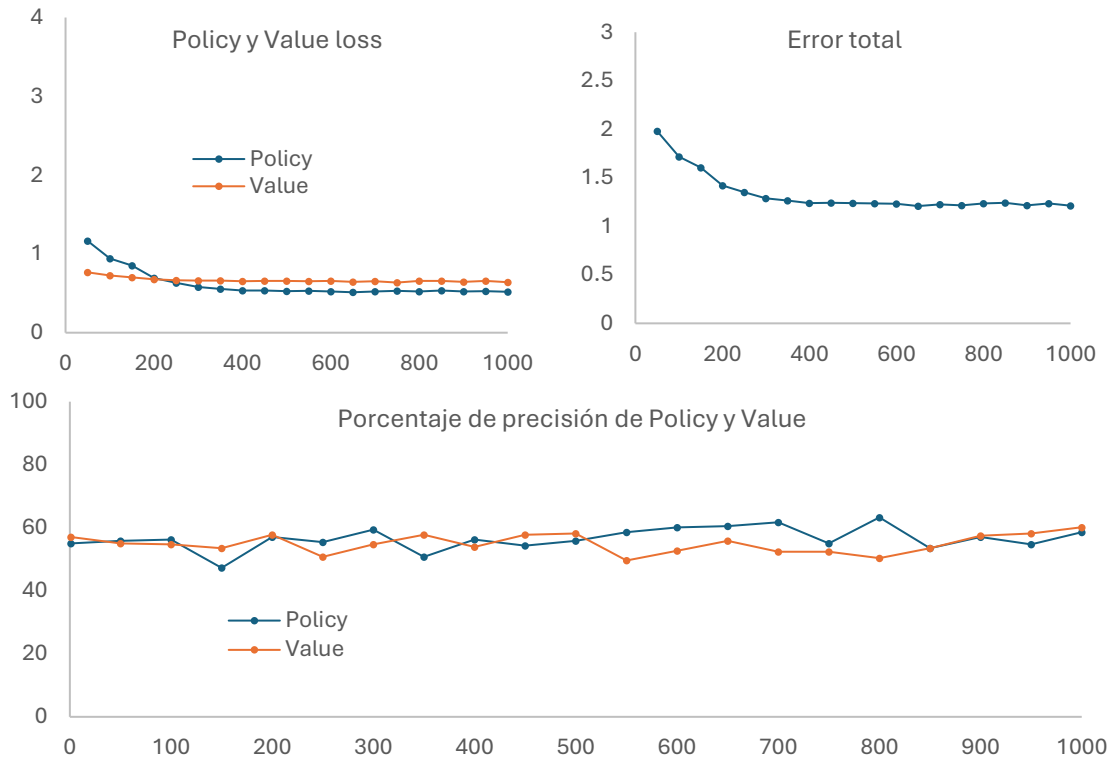 Policy y Value loss
4
3
2
1
0
Policy
Value
0 200 400 600 800 1000
Error total
3
2.5
2
1.5
1
0.5
0
0 200 400 600 800 1000
Porcentaje de precisión de Policy y Value
100
80
60
40
20
0
Policy
Value
0 100 200 300 400 500 600 700 800 900 1000